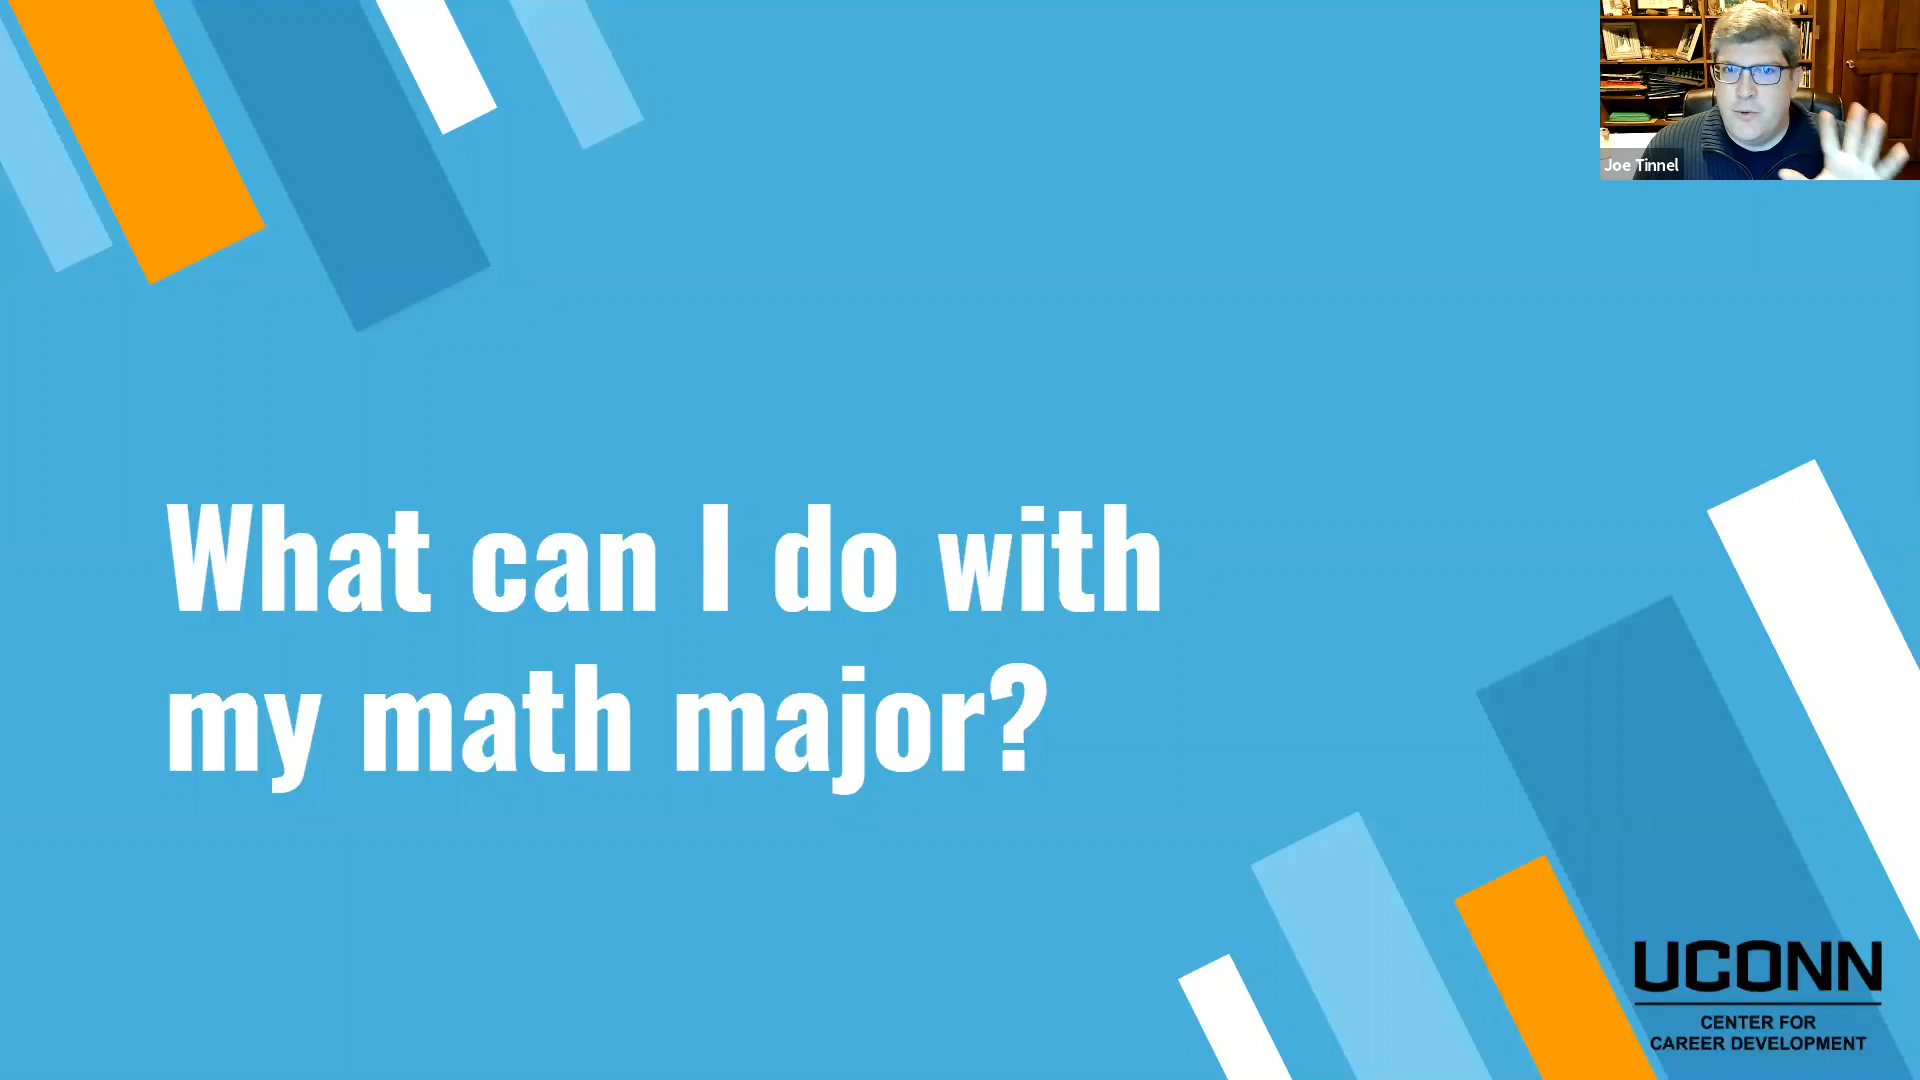 Joe Tinnel
What can I do with
my math major?
UCONN
CENTER FOR
CAREER DEVELOPMENT